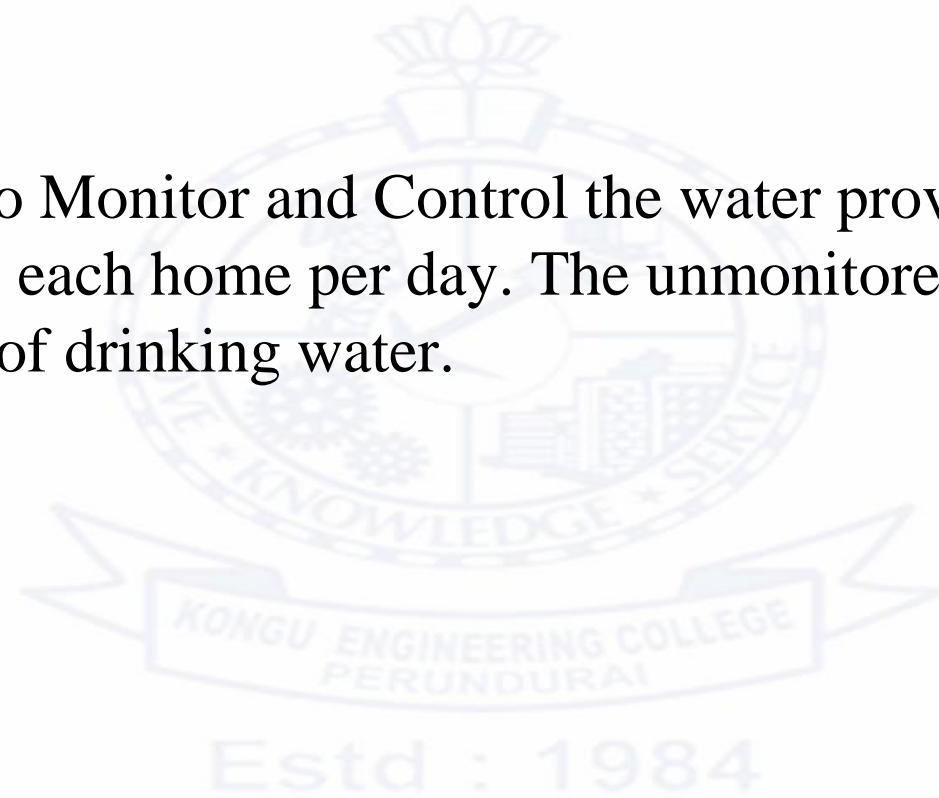 o Monitor and Control the water prov
each home per day. The unmonitore
of drinking water.
LOVE ★ KNOWLEDGE ★ SERVICE
KONGU ENGINEERING COLLEGE
PERUNDURAI
Estd : 1984